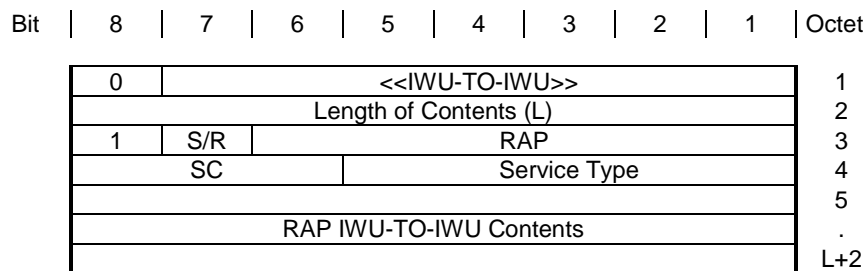 Bit | 8 | 7 | 6 | 5 | 4 | 3 | 2 | 1 | Octet
0 <<IWU-TO-IWU>> 1
Length of Contents (L) 2
1 S/R RAP 3
SC Service Type 4
5
RAP IWU-TO-IWU Contents .
L+2